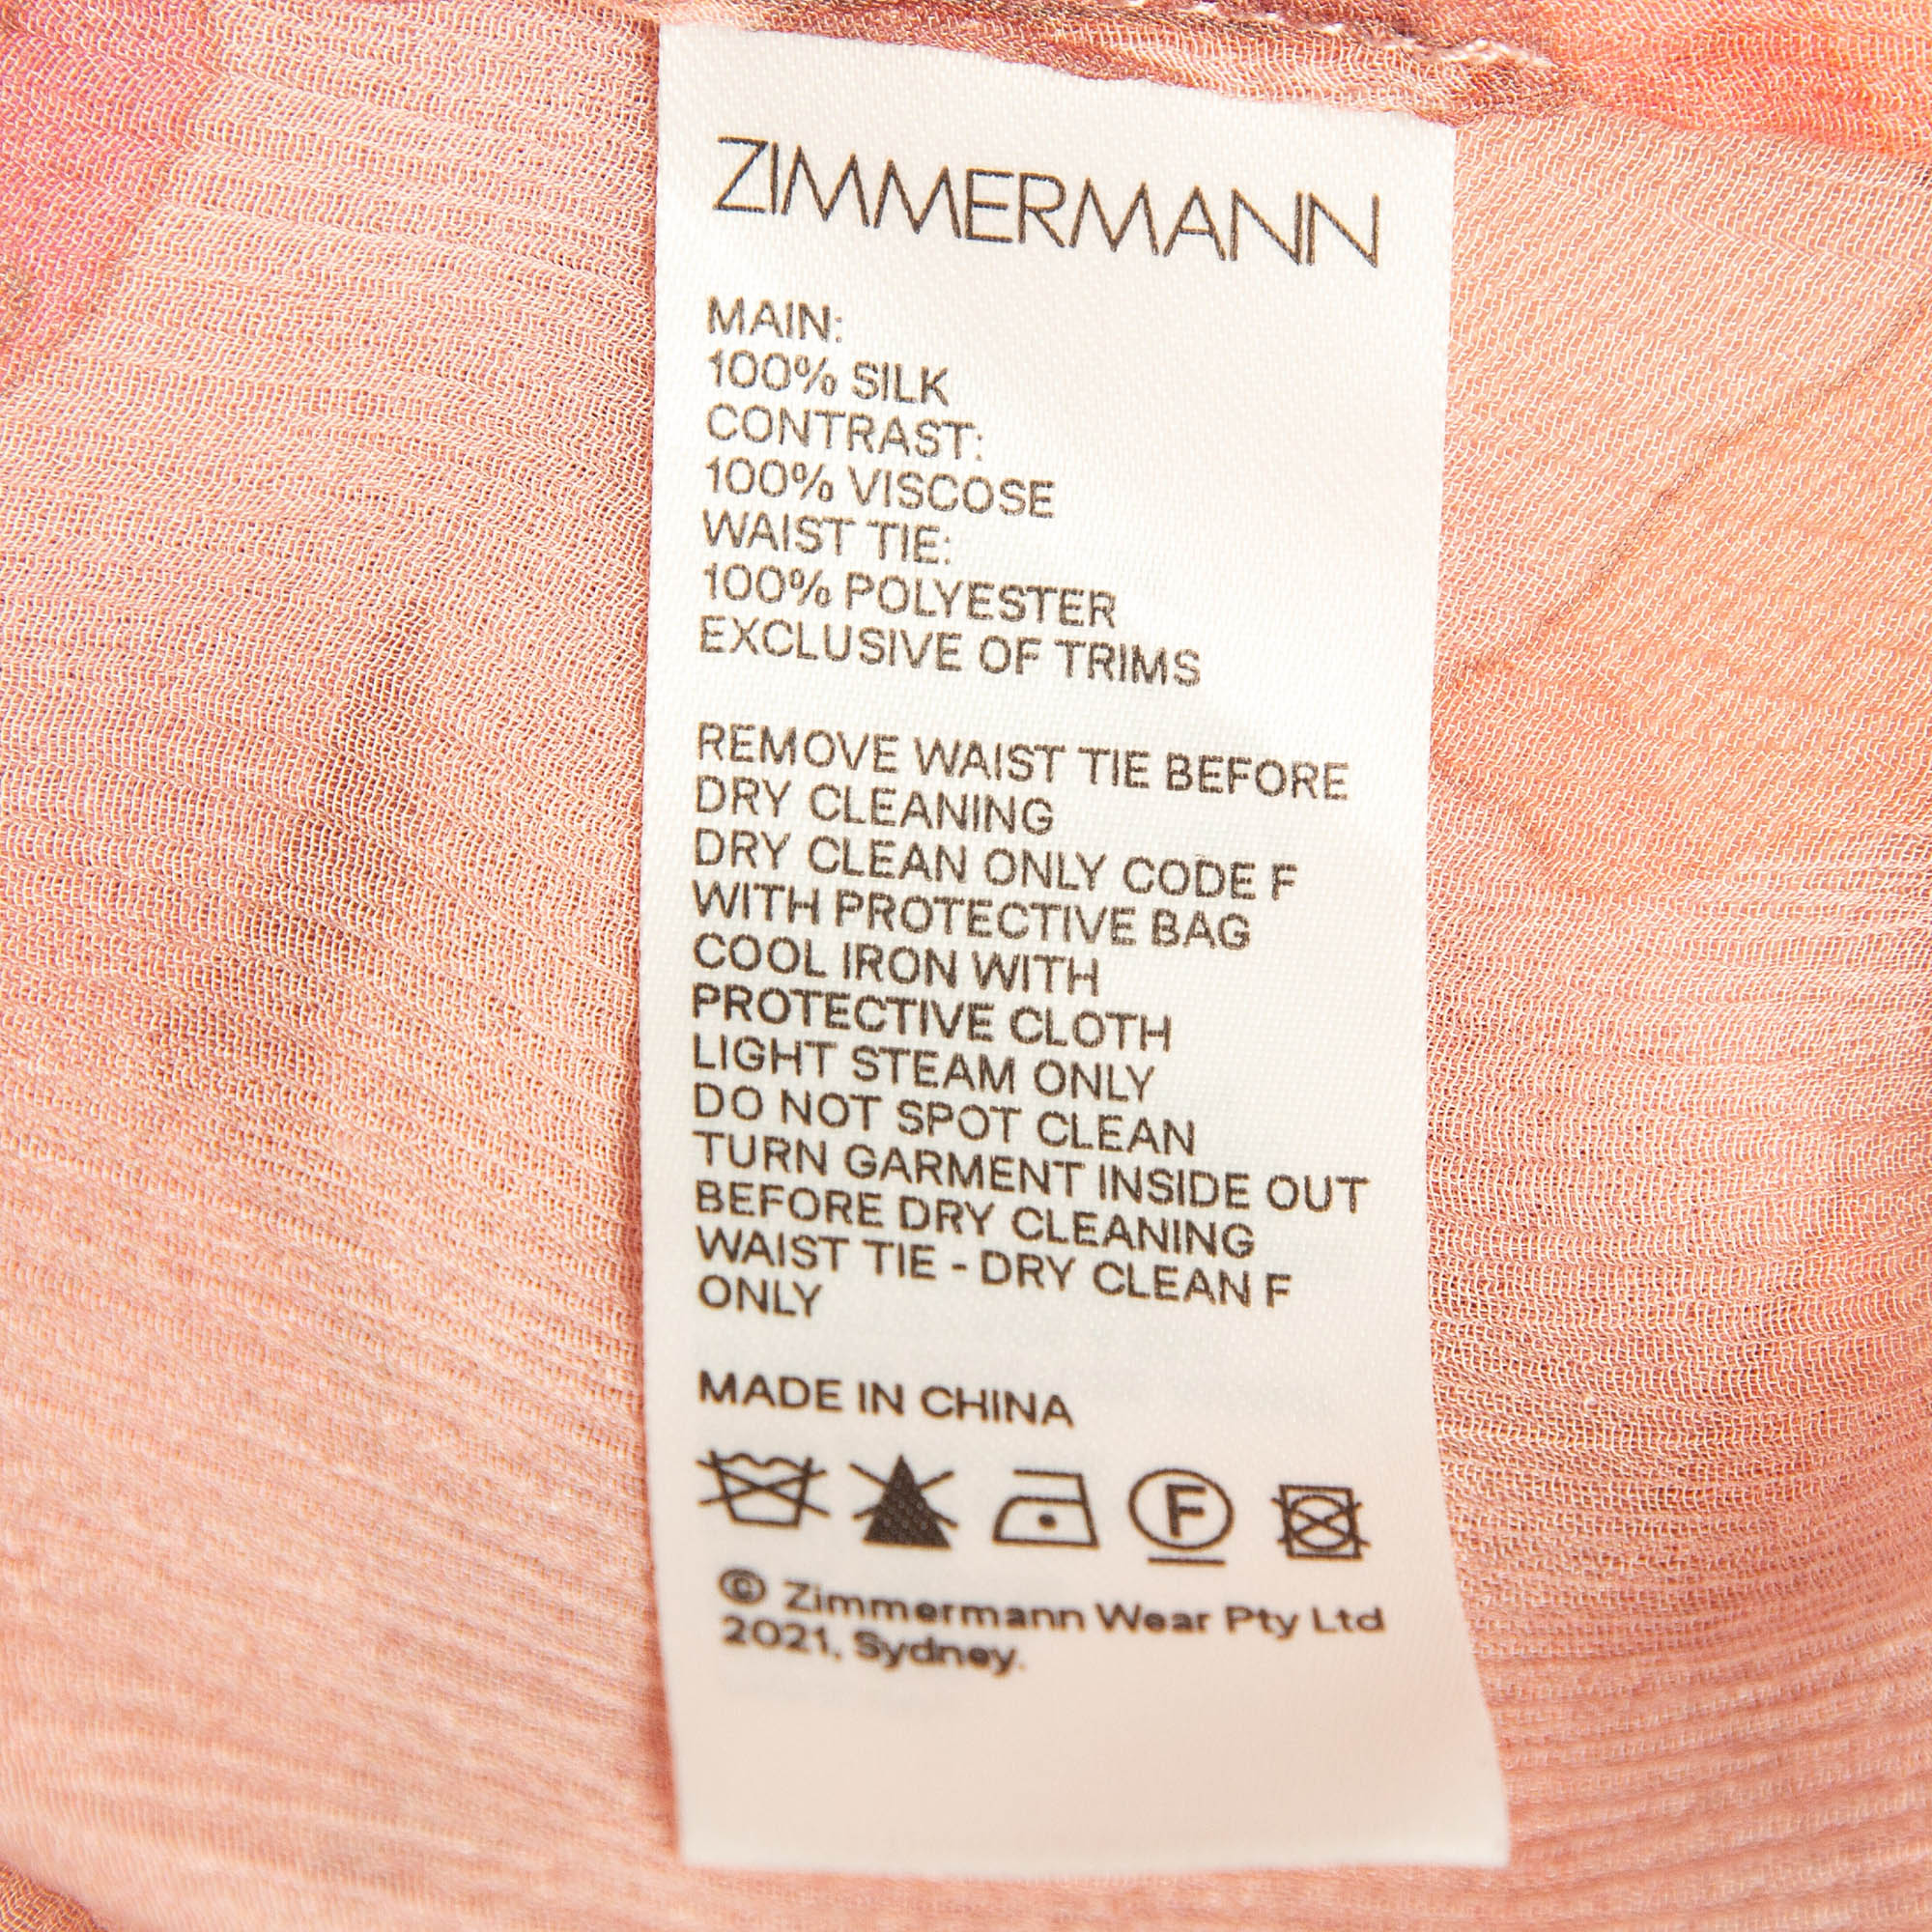 ZIMMERMANN
MAIN:
100% SILK
CONTRAST:
100% VISCOSE
WAIST TIE:
100% POLYESTER
EXCLUSIVE OF TRIMS
REMOVE WAIST TIE BEFORE
DRY CLEANING
DRY CLEAN ONLY CODE F
WITH PROTECTIVE BAG
COOL IRON WITH
PROTECTIVE CLOTH
LIGHT STEAM ONLY
DO NOT SPOT CLEAN
TURN GARMENT INSIDE OUT
BEFORE DRY CLEANING
WAIST TIE - DRY CLEAN F
ONLY
MADE IN CHINA
F
© Zimmermann Wear Pty Ltd
2021, Sydney.